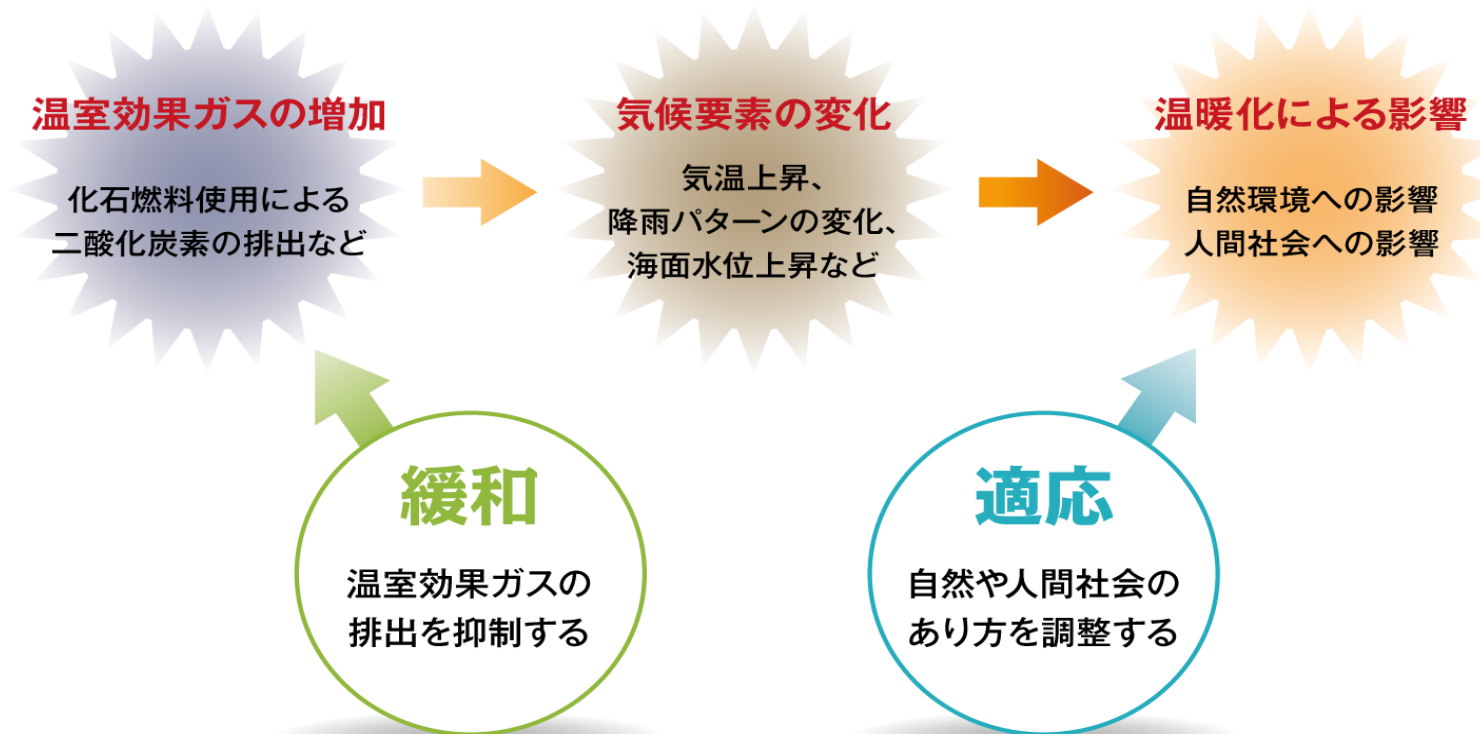 温室効果ガスの増加
化石燃料使用による
二酸化炭素の排出など
気候要素の変化
気温上昇、
降雨パターンの変化、
海面水位上昇など
温暖化による影響
自然環境への影響
人間社会への影響
緩和
温室効果ガスの
排出を抑制する
適応
自然や人間社会の
あり方を調整する